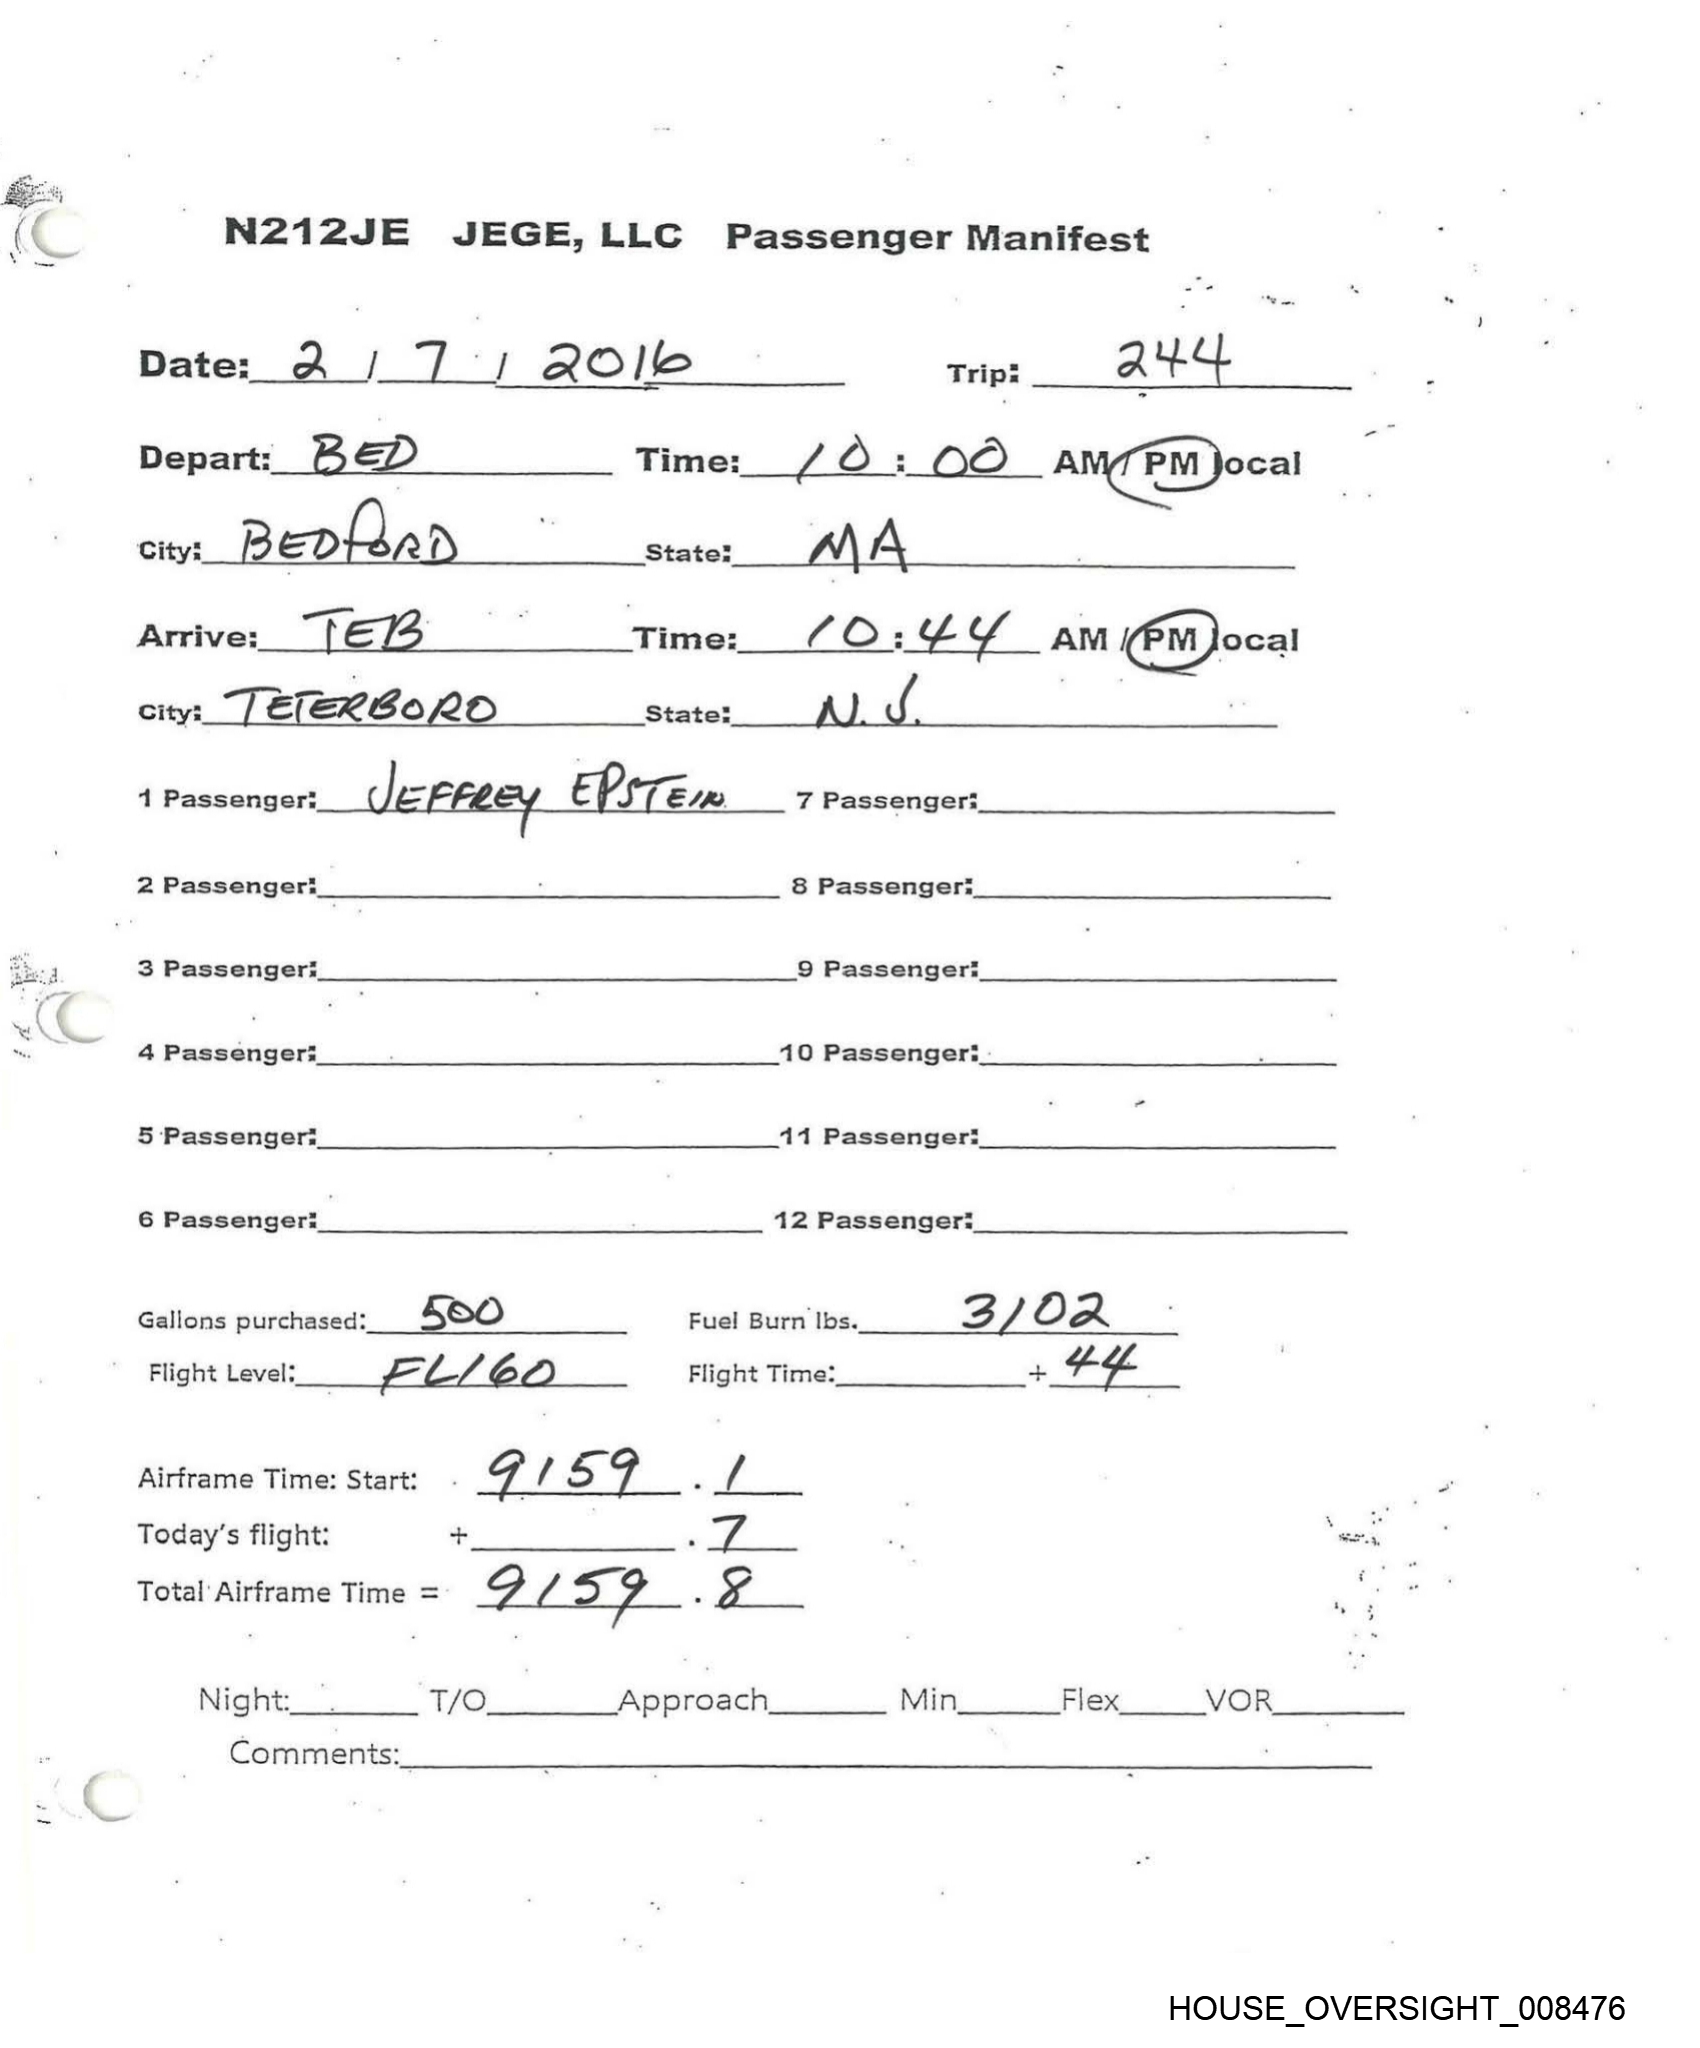 N212JE JEGE, LLC Passenger Manifest
Date: 2 / 7 / 2016 Trip: 244
Depart: BED Time: 10 : 00 AM / PM local
City: BEDFORD State: MA
Arrive: TEB Time: 10 : 44 AM / PM local
City: TETERBORO State: N.J.
1 Passenger: JEFFREY EPSTEIN 7 Passenger:
2 Passenger: 8 Passenger:
3 Passenger: 9 Passenger:
4 Passenger: 10 Passenger:
5 Passenger: 11 Passenger:
6 Passenger: 12 Passenger:
Gallons purchased: 500 Fuel Burn lbs. 3102
Flight Level: FL160 Flight Time: + 44
Airframe Time: Start: 9159 . 1
Today's flight: + . 7
Total Airframe Time = 9159 . 8
Night: T/O Approach Min Flex VOR
Comments:
HOUSE_OVERSIGHT_008476